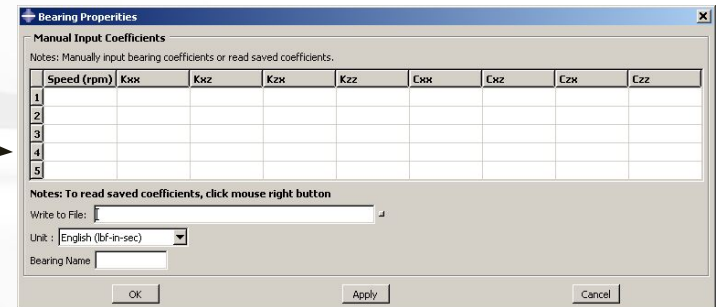 Bearing Properities
Manual Input Coefficients
Notes: Manually input bearing coefficients or read saved coefficients.
Speed (rpm) Kxx Kxz Kzx Kzz Cxx Cxz Czx Czz
1
2
3
4
5
Notes: To read saved coefficients, click mouse right button
Write to File:
Unit : English (lbf-in-sec)
Bearing Name
OK Apply Cancel